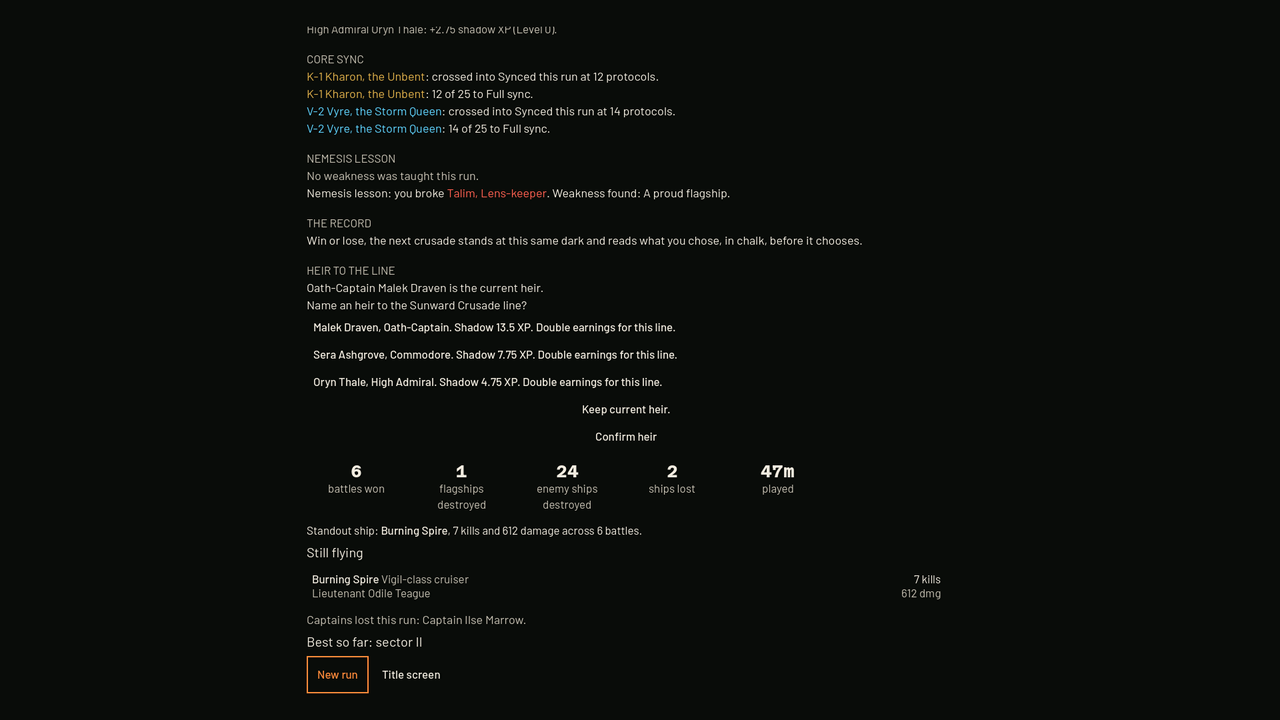 High Admiral Oryn Thale: +2.75 shadow XP (Level 0).
CORE SYNC
K-1 Kharon, the Unbent: crossed into Synced this run at 12 protocols.
K-1 Kharon, the Unbent: 12 of 25 to Full sync.
V-2 Vyre, the Storm Queen: crossed into Synced this run at 14 protocols.
V-2 Vyre, the Storm Queen: 14 of 25 to Full sync.
NEMESIS LESSON
No weakness was taught this run.
Nemesis lesson: you broke Talim, Lens-keeper. Weakness found: A proud flagship.
THE RECORD
Win or lose, the next crusade stands at this same dark and reads what you chose, in chalk, before it chooses.
HEIR TO THE LINE
Oath-Captain Malek Draven is the current heir.
Name an heir to the Sunward Crusade line?
Malek Draven, Oath-Captain. Shadow 13.5 XP. Double earnings for this line.
Sera Ashgrove, Commodore. Shadow 7.75 XP. Double earnings for this line.
Oryn Thale, High Admiral. Shadow 4.75 XP. Double earnings for this line.
Keep current heir.
Confirm heir
6 1 24 2 47m
battles won flagships enemy ships ships lost played
destroyed destroyed
Standout ship: Burning Spire, 7 kills and 612 damage across 6 battles.
Still flying
Burning Spire Vigil-class cruiser 7 kills
Lieutenant Odile Teague 612 dmg
Captains lost this run: Captain Ilse Marrow.
Best so far: sector II
New run Title screen